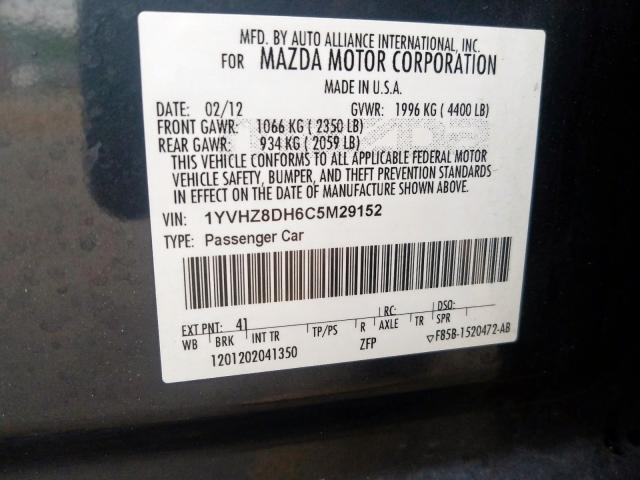 MFD. BY AUTO ALLIANCE INTERNATIONAL, INC.
FOR MAZDA MOTOR CORPORATION
MADE IN U.S.A.
DATE: 02/12 GVWR: 1996 KG ( 4400 LB)
FRONT GAWR: 1066 KG ( 2350 LB)
REAR GAWR: 934 KG ( 2059 LB)
THIS VEHICLE CONFORMS TO ALL APPLICABLE FEDERAL MOTOR
VEHICLE SAFETY, BUMPER, AND THEFT PREVENTION STANDARDS
IN EFFECT ON THE DATE OF MANUFACTURE SHOWN ABOVE.
VIN: 1YVHZ8DH6C5M29152
TYPE: Passenger Car
EXT PNT: 41 RC: DSO:
WB BRK INT TR TP/PS R AXLE TR SPR
1201202041350 ZFP ▽F85B-1520472-AB